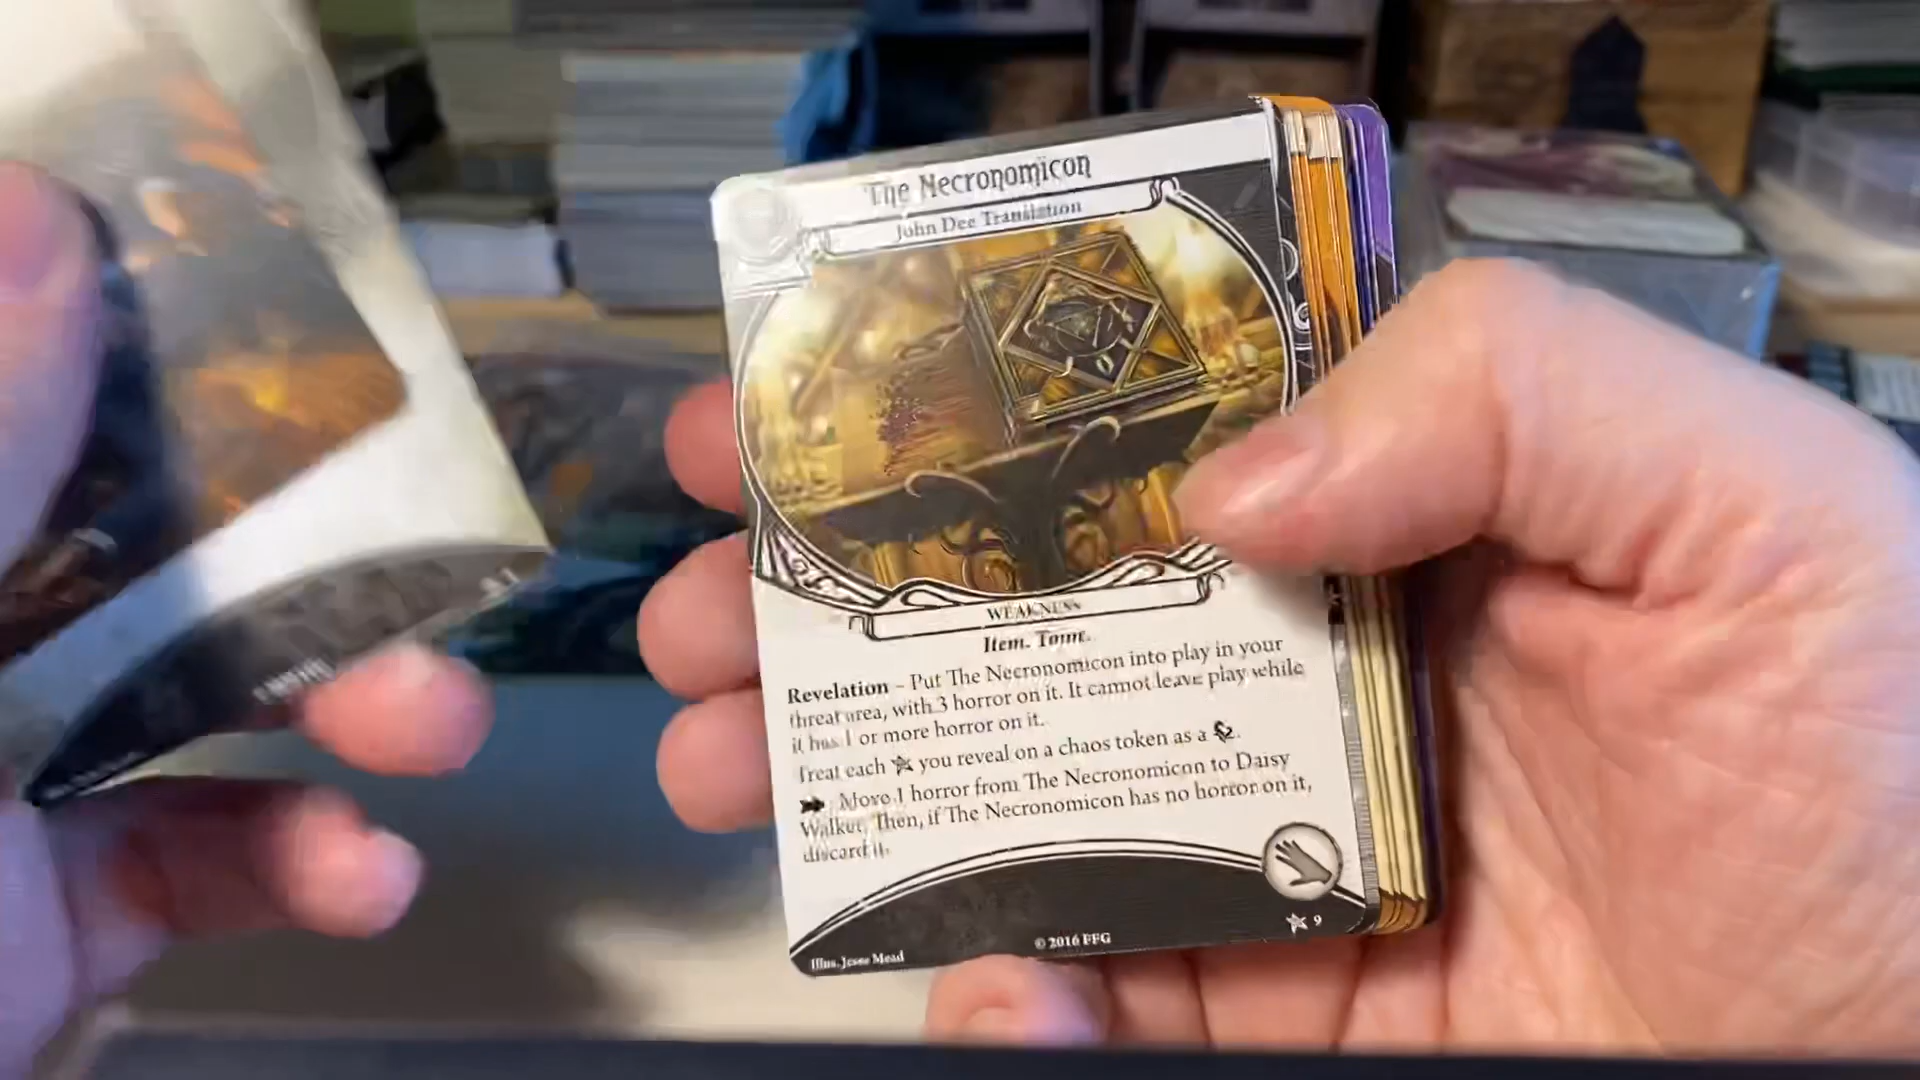 The Necronomicon
John Dee Translation
WEAKNESS
Item. Tome.
Revelation – Put The Necronomicon into play in your
threat area, with 3 horror on it. It cannot leave play while
it has 1 or more horror on it.
Treat each you reveal on a chaos token as a .
: Move 1 horror from The Necronomicon to Daisy
Walker. Then, if The Necronomicon has no horror on it,
discard it.
Illus. Jesse Mead
© 2016 FFG
9